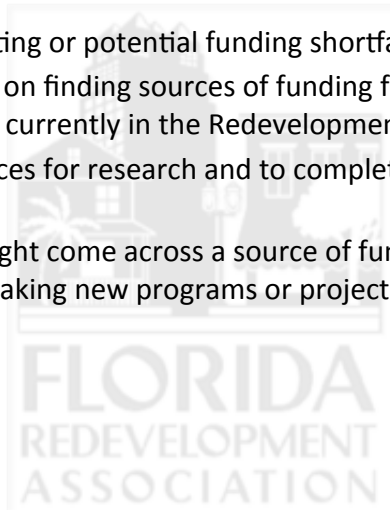 ting or potential funding shortfa
on finding sources of funding f
currently in the Redevelopmen
ces for research and to complet
ght come across a source of fun
aking new programs or project
FLORIDA
REDEVELOPMENT
ASSOCIATION